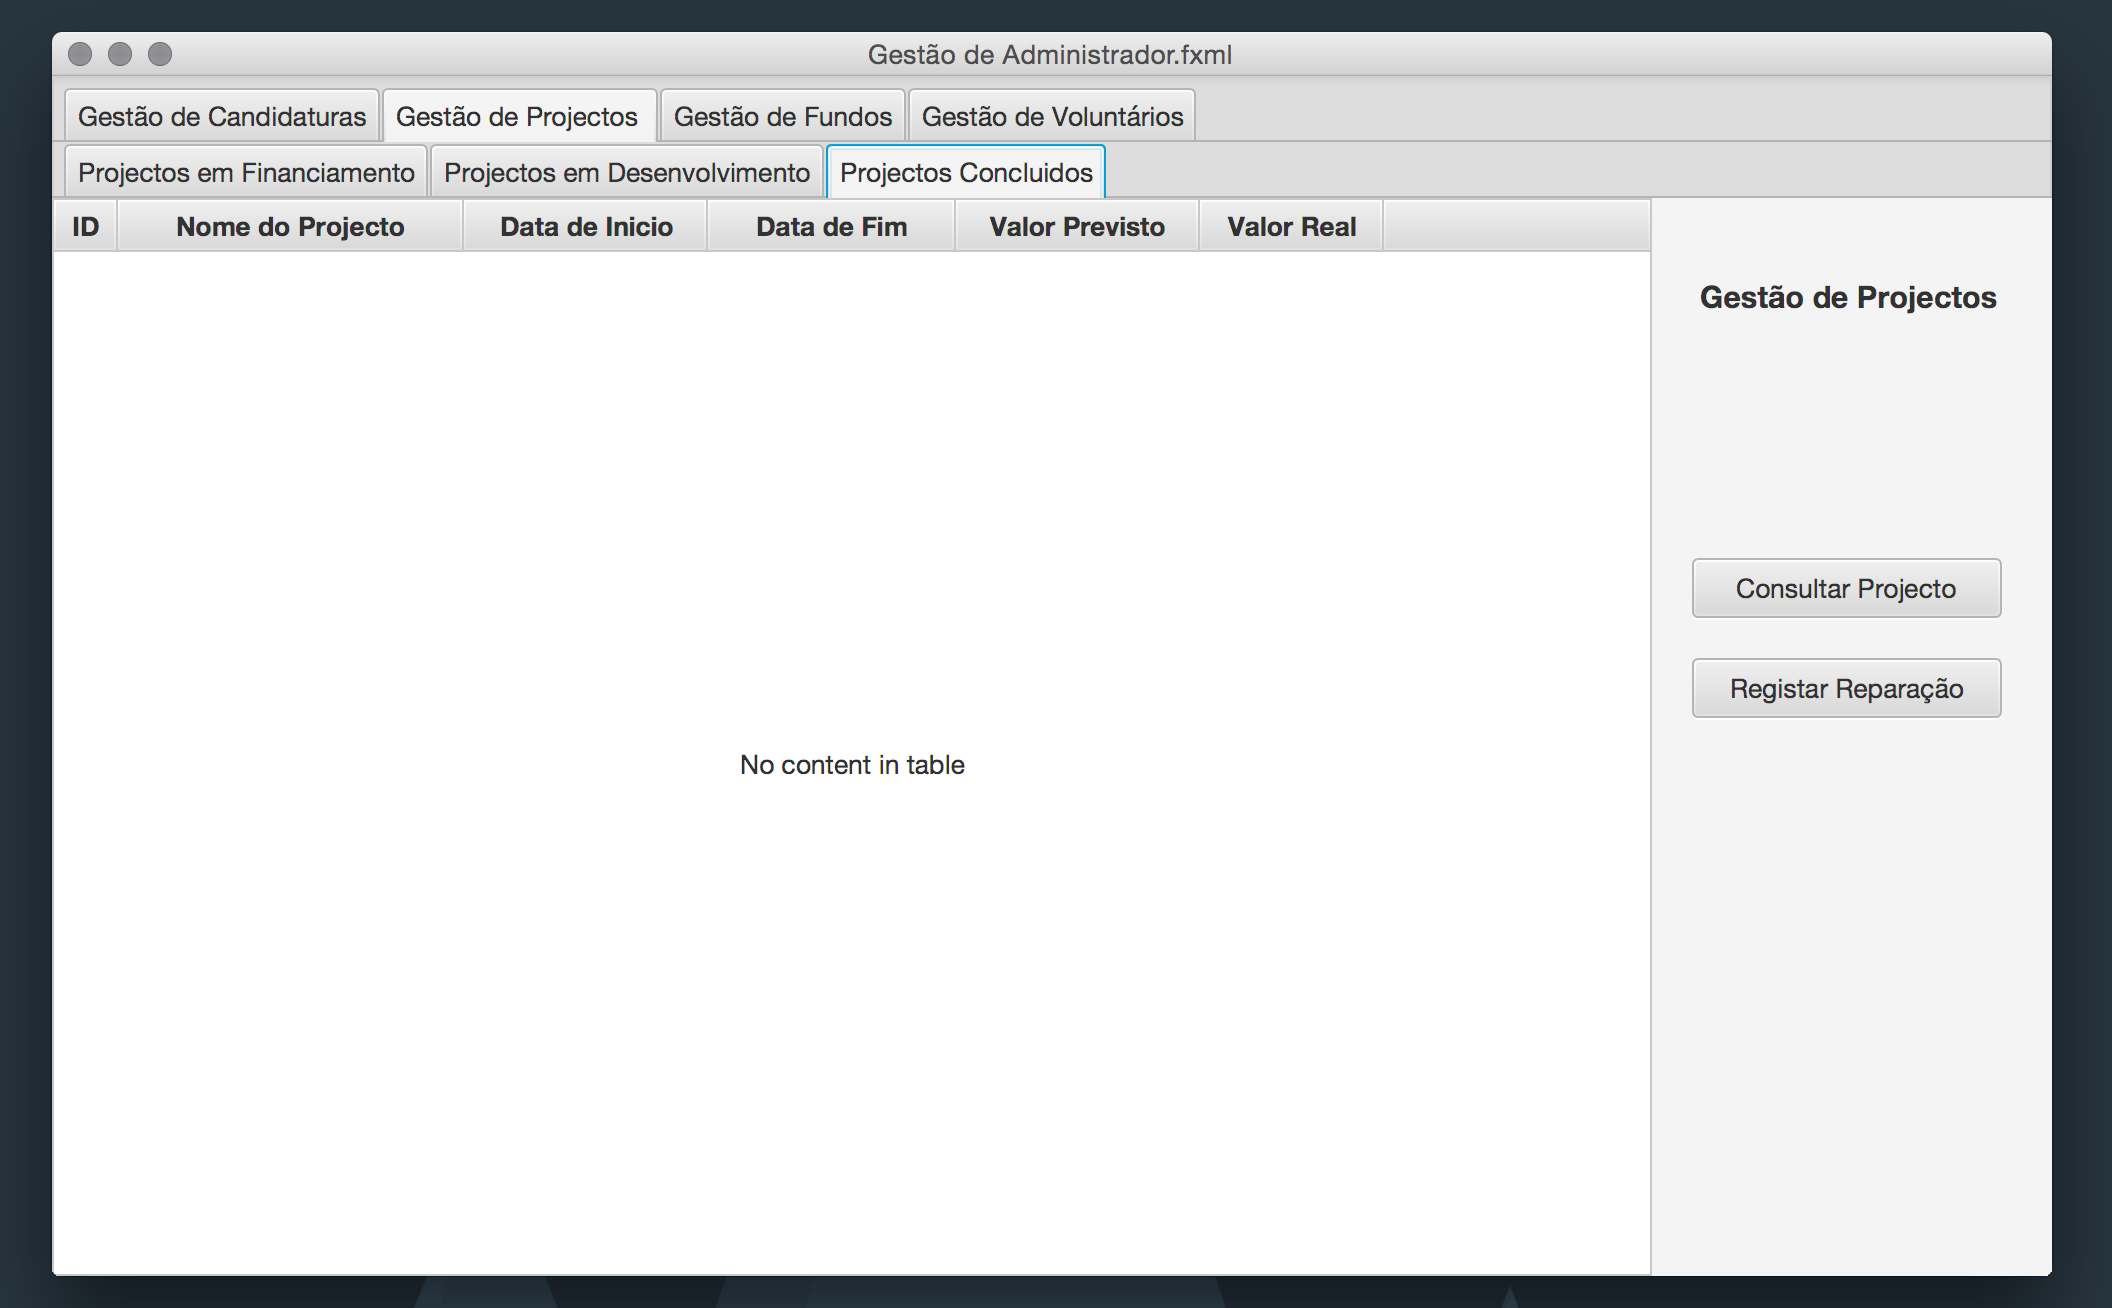 Gestão de Administrador.fxml
Gestão de Candidaturas Gestão de Projectos Gestão de Fundos Gestão de Voluntários
Projectos em Financiamento Projectos em Desenvolvimento Projectos Concluidos
ID Nome do Projecto Data de Inicio Data de Fim Valor Previsto Valor Real
Gestão de Projectos
Consultar Projecto
Registar Reparação
No content in table